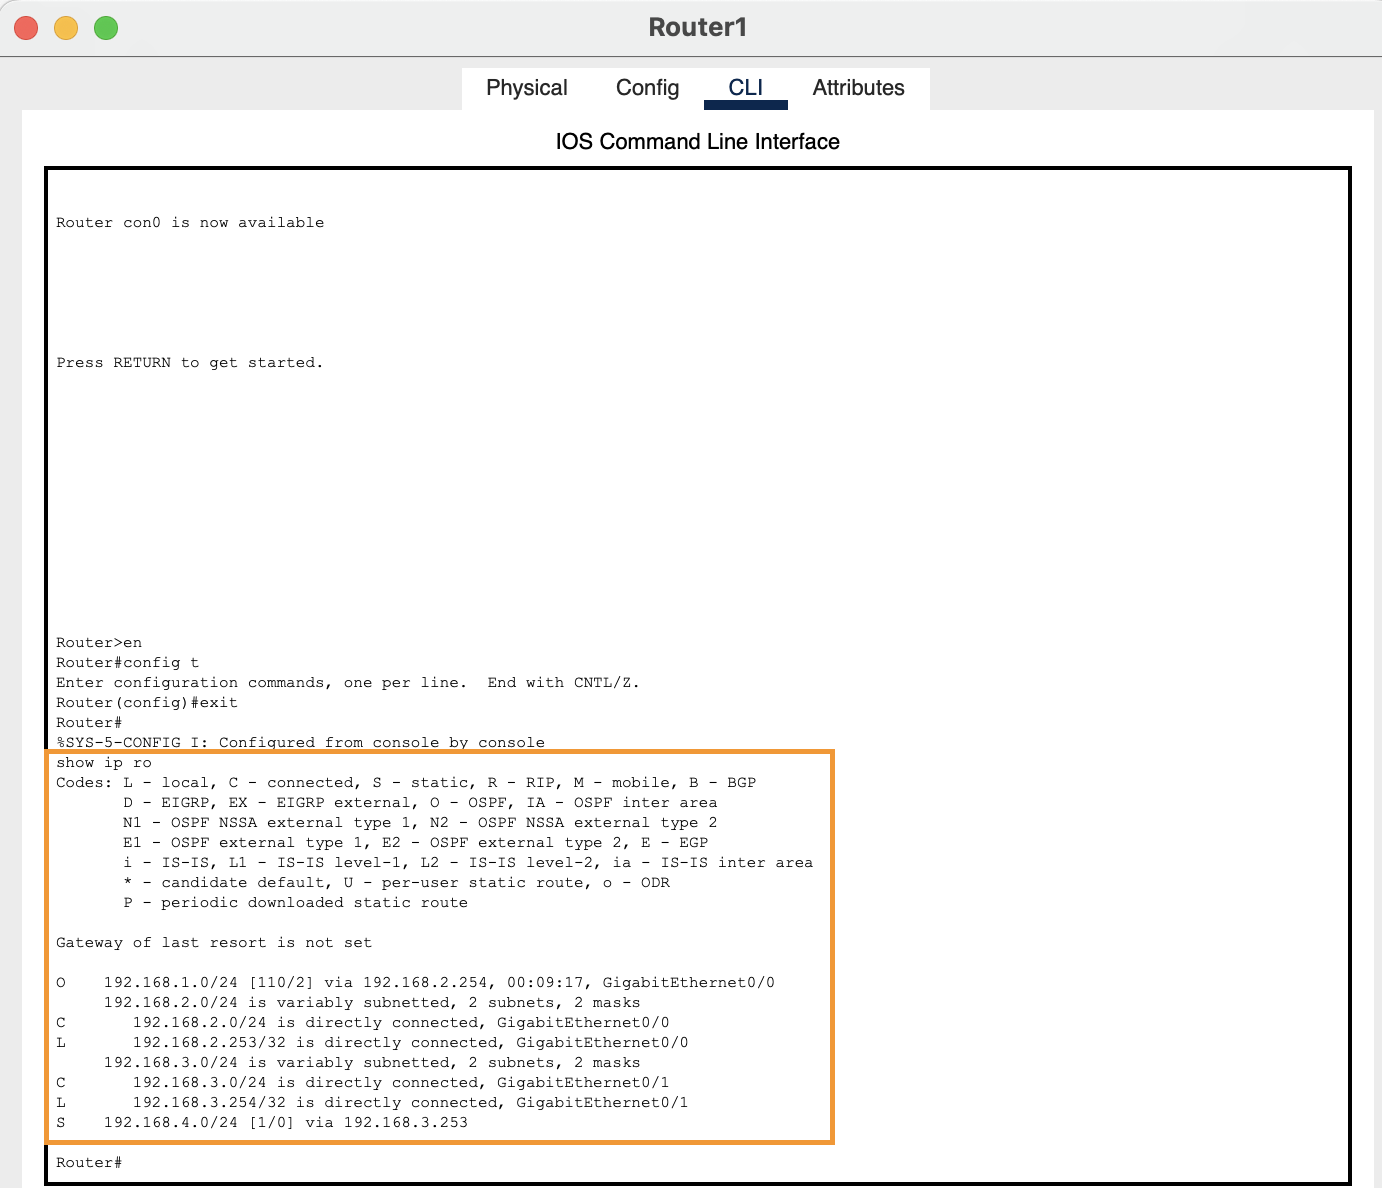 Router1
Physical Config CLI Attributes
IOS Command Line Interface
Router con0 is now available
Press RETURN to get started.
Router>en
Router#config t
Enter configuration commands, one per line.  End with CNTL/Z.
Router(config)#exit
Router#
%SYS-5-CONFIG_I: Configured from console by console
show ip ro
Codes: L - local, C - connected, S - static, R - RIP, M - mobile, B - BGP
       D - EIGRP, EX - EIGRP external, O - OSPF, IA - OSPF inter area
       N1 - OSPF NSSA external type 1, N2 - OSPF NSSA external type 2
       E1 - OSPF external type 1, E2 - OSPF external type 2, E - EGP
       i - IS-IS, L1 - IS-IS level-1, L2 - IS-IS level-2, ia - IS-IS inter area
       * - candidate default, U - per-user static route, o - ODR
       P - periodic downloaded static route
Gateway of last resort is not set
O    192.168.1.0/24 [110/2] via 192.168.2.254, 00:09:17, GigabitEthernet0/0
     192.168.2.0/24 is variably subnetted, 2 subnets, 2 masks
C       192.168.2.0/24 is directly connected, GigabitEthernet0/0
L       192.168.2.253/32 is directly connected, GigabitEthernet0/0
     192.168.3.0/24 is variably subnetted, 2 subnets, 2 masks
C       192.168.3.0/24 is directly connected, GigabitEthernet0/1
L       192.168.3.254/32 is directly connected, GigabitEthernet0/1
S    192.168.4.0/24 [1/0] via 192.168.3.253
Router#